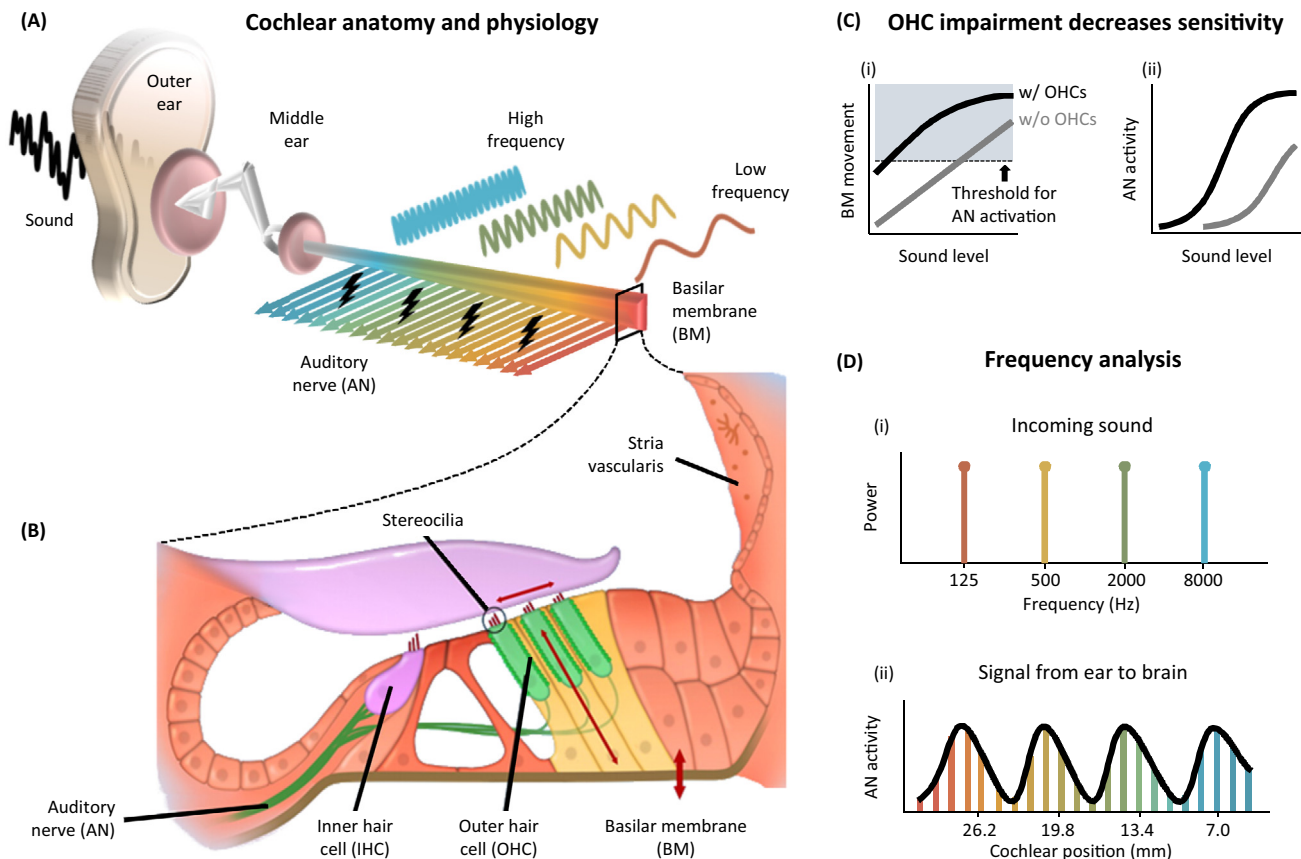 (A)
Cochlear anatomy and physiology
Outer
ear
Middle
ear
High
frequency
Low
frequency
Sound
Basilar
membrane
(BM)
Auditory
nerve (AN)
Stria
vascularis
(B)
Stereocilia
Auditory
nerve (AN)
Inner hair
cell (IHC)
Outer hair
cell (OHC)
Basilar membrane
(BM)
(C)
OHC impairment decreases sensitivity
(i)
w/ OHCs
w/o OHCs
BM movement
Threshold for
AN activation
Sound level
(ii)
AN activity
Sound level
(D)
Frequency analysis
(i)
Incoming sound
Power
125 500 2000 8000
Frequency (Hz)
(ii)
Signal from ear to brain
AN activity
26.2 19.8 13.4 7.0
Cochlear position (mm)